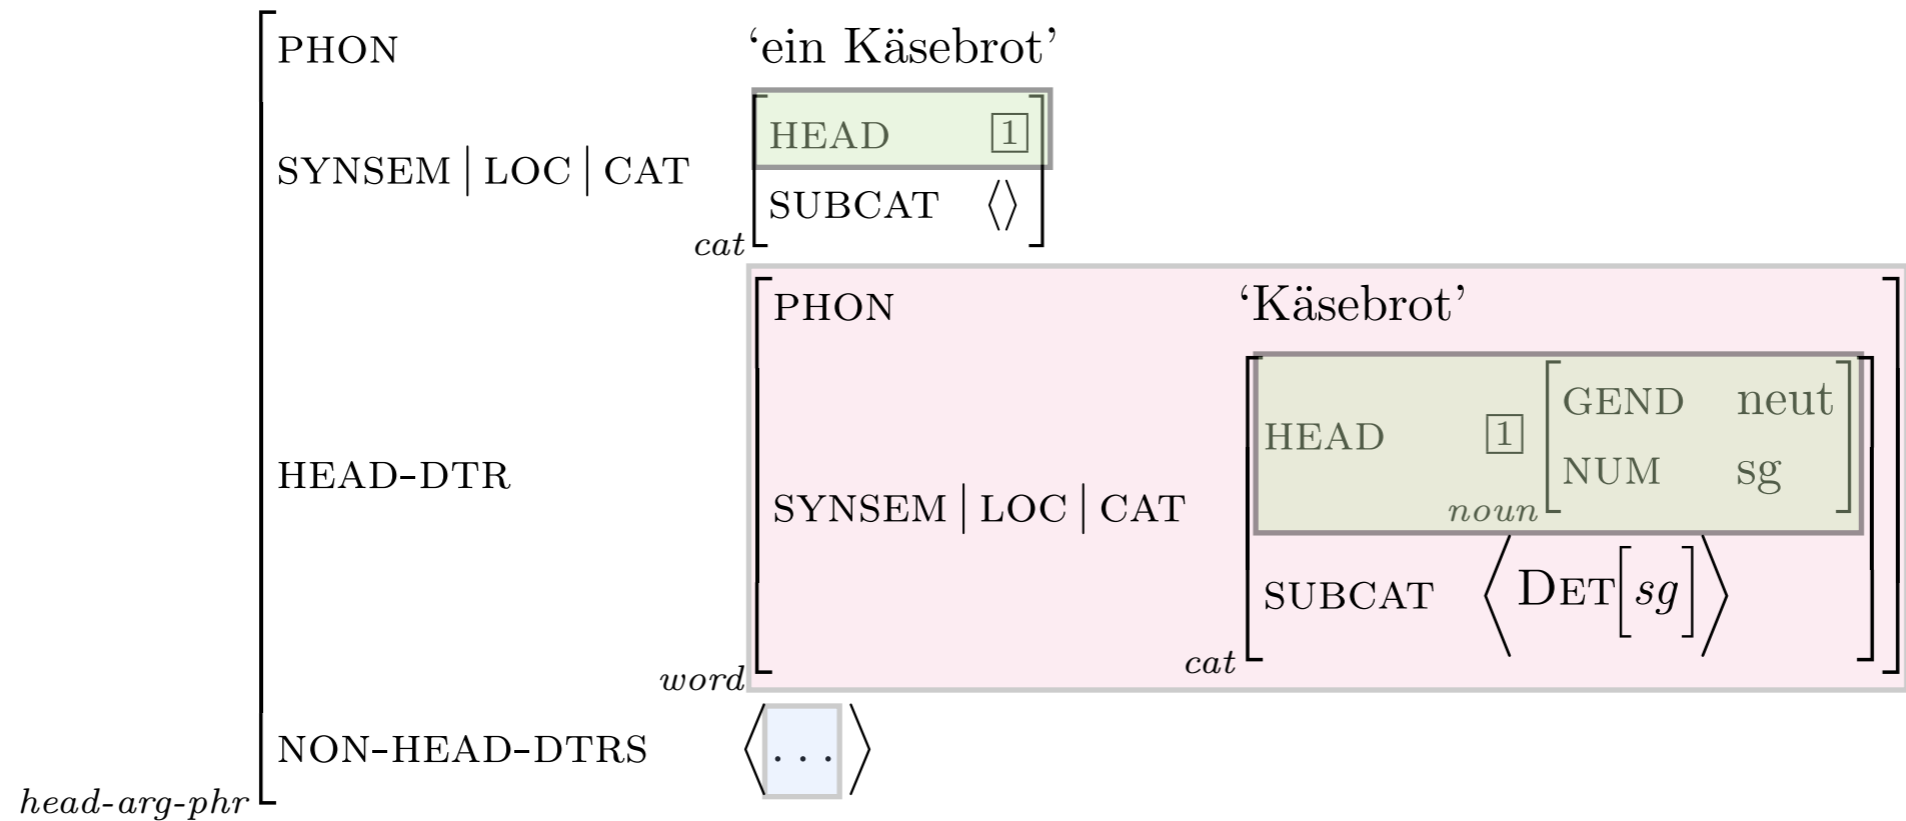 PHON ‘ein Käsebrot’
HEAD 1
SYNSEM | LOC | CAT
SUBCAT ⟨⟩
cat
PHON ‘Käsebrot’
GEND neut
HEAD 1
NUM sg
noun
HEAD-DTR
SYNSEM | LOC | CAT
SUBCAT ⟨ DET[sg] ⟩
cat
word
NON-HEAD-DTRS ⟨ ... ⟩
head-arg-phr